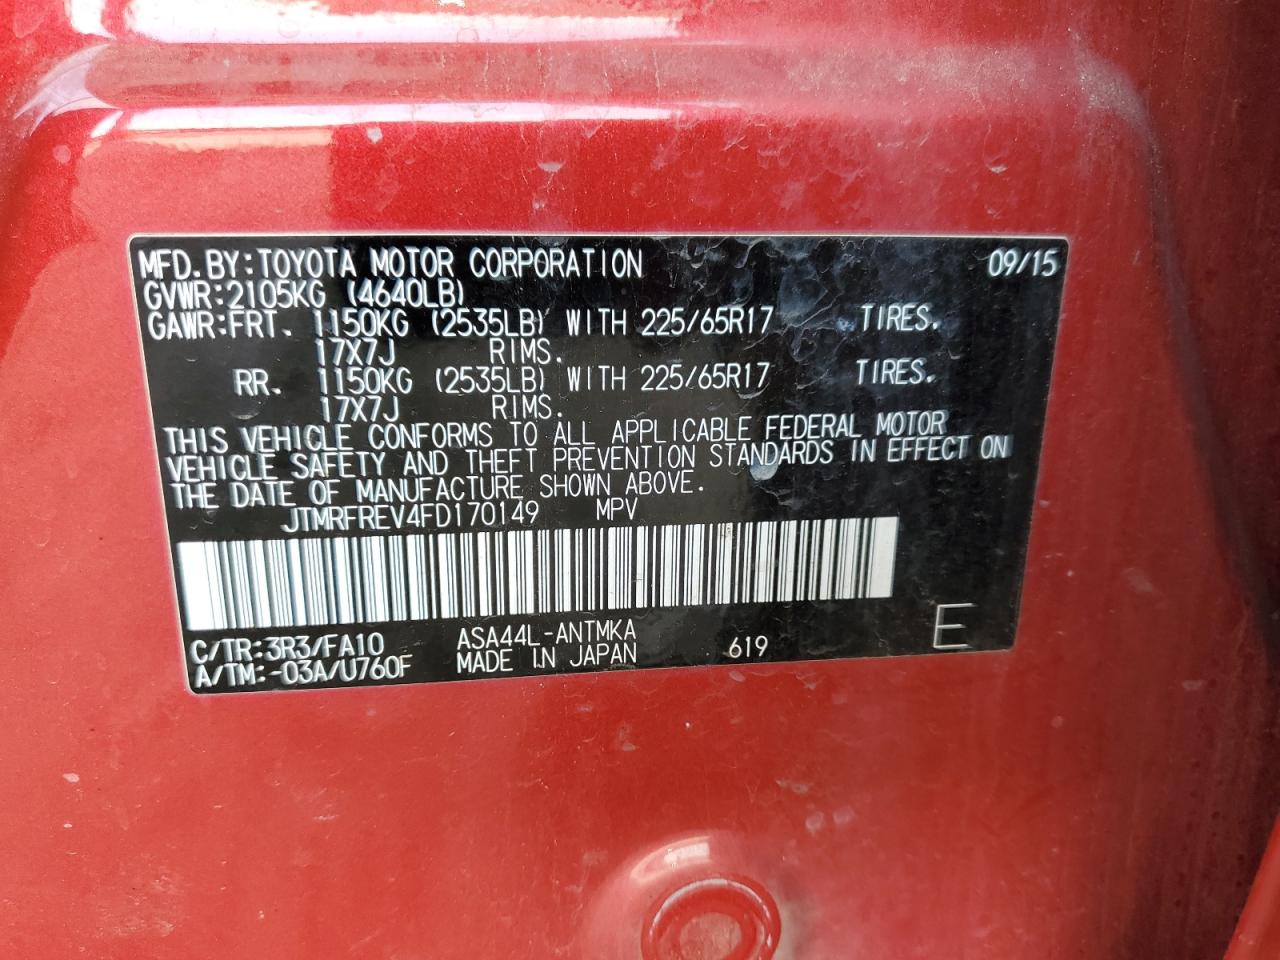 MFD. BY: TOYOTA MOTOR CORPORATION 09/15
GVWR: 2105KG (4640LB)
GAWR: FRT. 1150KG (2535LB) WITH 225/65R17 TIRES.
17X7J RIMS.
RR. 1150KG (2535LB) WITH 225/65R17 TIRES.
17X7J RIMS.
THIS VEHICLE CONFORMS TO ALL APPLICABLE FEDERAL MOTOR
VEHICLE SAFETY AND THEFT PREVENTION STANDARDS IN EFFECT ON
THE DATE OF MANUFACTURE SHOWN ABOVE.
JTMRFREV4FD170149 MPV
C/TR: 3R3/FA10 ASA44L-ANTMKA
A/TM: -03A/U760F MADE IN JAPAN 619 E